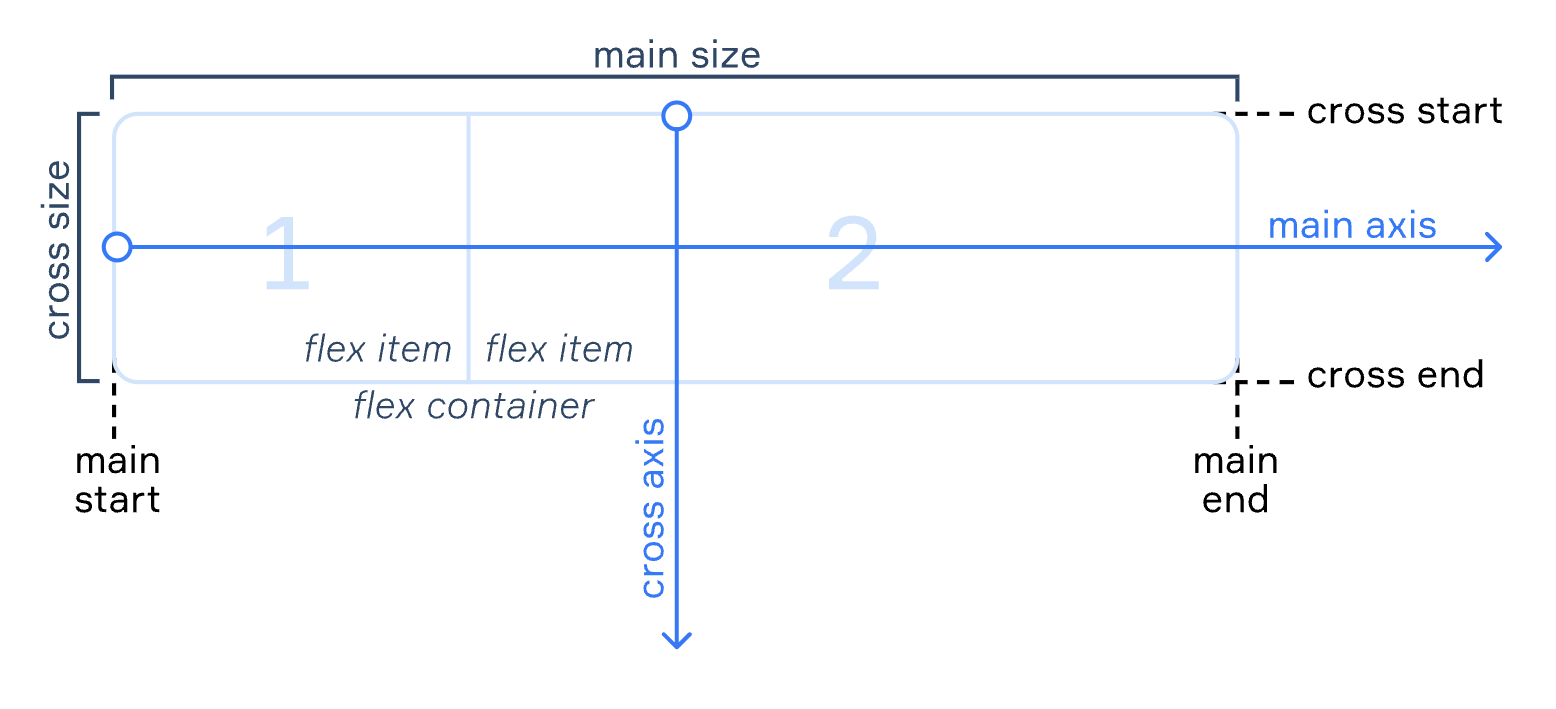 main size
cross start
cross size
main axis
1
2
flex item
flex item
cross end
flex container
cross axis
main
start
main
end